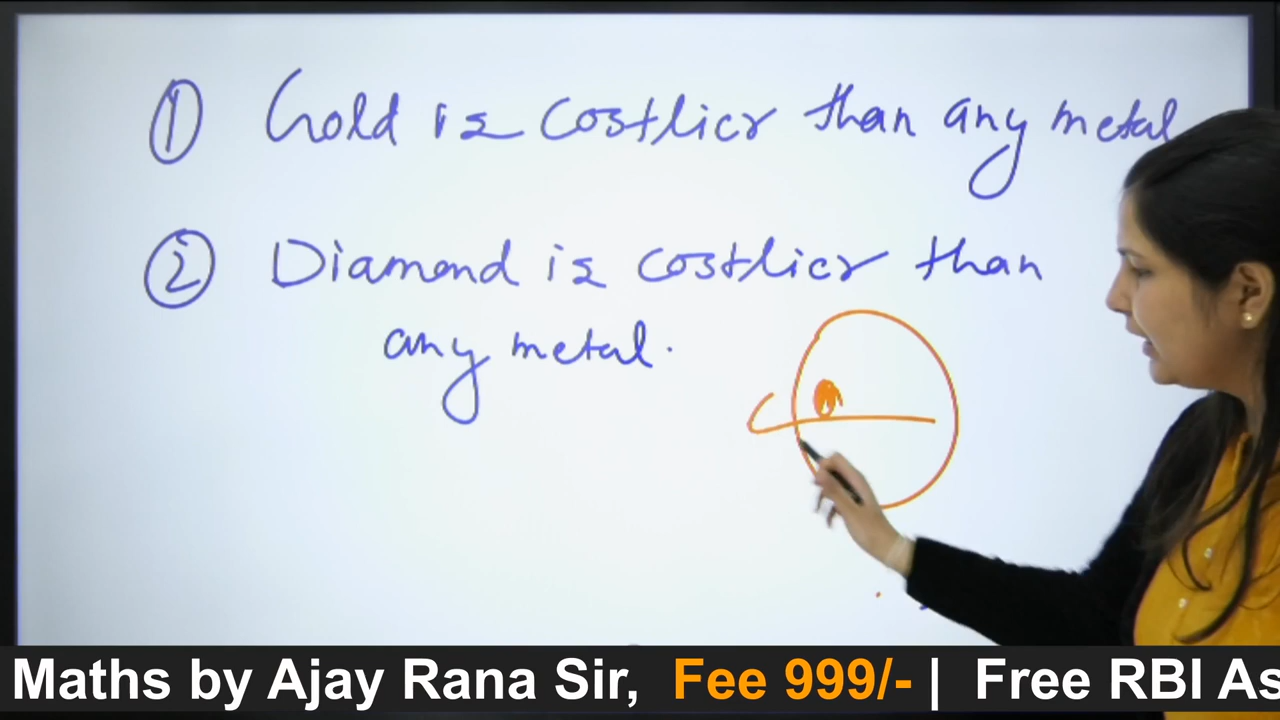 ① Gold is costlier than any metal
② Diamond is costlier than
any metal.
Maths by Ajay Rana Sir, Fee 999/- | Free RBI As